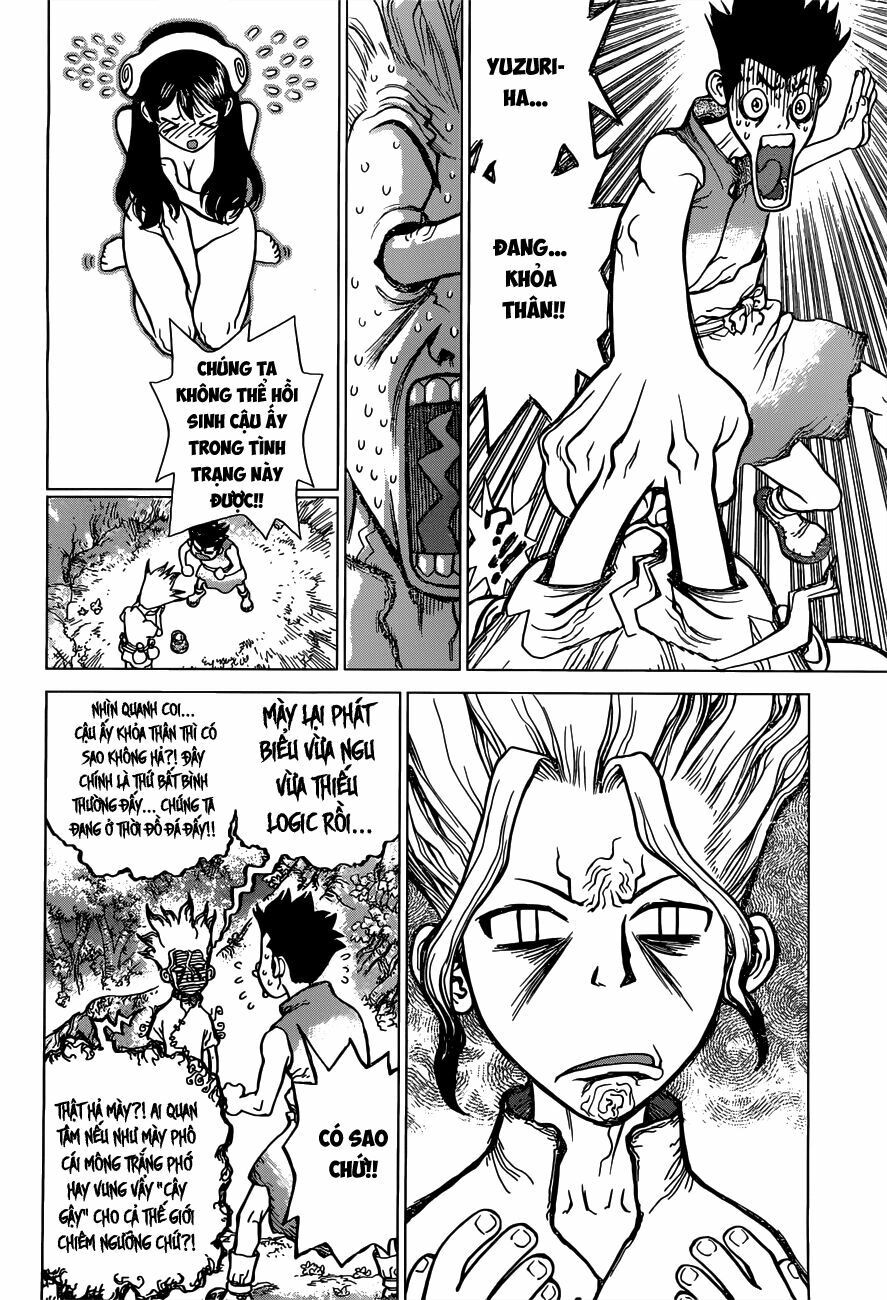 YUZURI-
HA...
ĐANG...
KHỎA
THÂN!!
CHÚNG TA
KHÔNG THỂ HỒI
SINH CẬU ẤY
TRONG TÌNH
TRẠNG NÀY
ĐƯỢC!!
MÀY LẠI PHÁT
BIỂU VỪA NGU
VỪA THIẾU
LOGIC RỒI...
NHÌN QUANH COI...
CẬU ẤY KHỎA THÂN THÌ CÓ
SAO KHÔNG HẢ?! ĐÂY
CHÍNH LÀ THỨ BẤT BÌNH
THƯỜNG ĐẤY... CHÚNG TA
ĐANG Ở THỜI ĐỒ ĐÁ ĐẤY!!
CÓ SAO
CHỨ!!
THẬT HẢ MÀY?! AI QUAN
TÂM NẾU NHƯ MÀY PHÔ
CÁI MÔNG TRẮNG PHỚ
HAY VUNG VẨY "CÂY
GẬY" CHO CẢ THẾ GIỚI
CHIÊM NGƯỠNG CHỨ?!